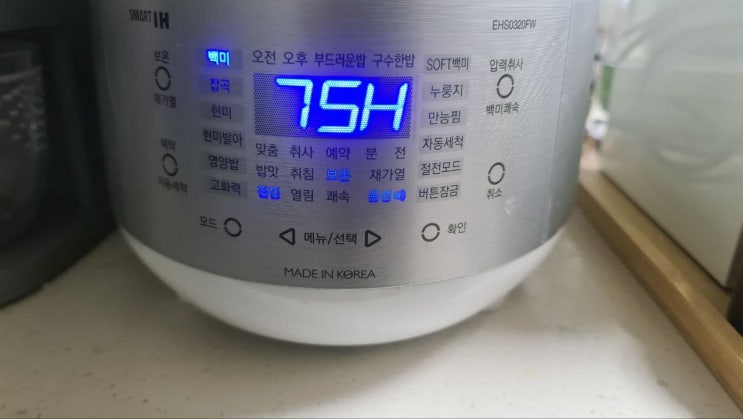 SMART IH
EHS0320FW
보온
재가열
예약
자동세척
백미 오전 오후 부드러운밥 구수한밥 SOFT백미
잡곡
75H
누룽지
현미
만능찜
현미발아 맞춤 취사 예약 분 전 자동세척
영양밥 밥맛 취침 보온 재가열 절전모드
고화력 잠김 열림 쾌속 음성 버튼잠금
압력취사
백미쾌속
취소
모드
메뉴/선택
확인
MADE IN KOREA